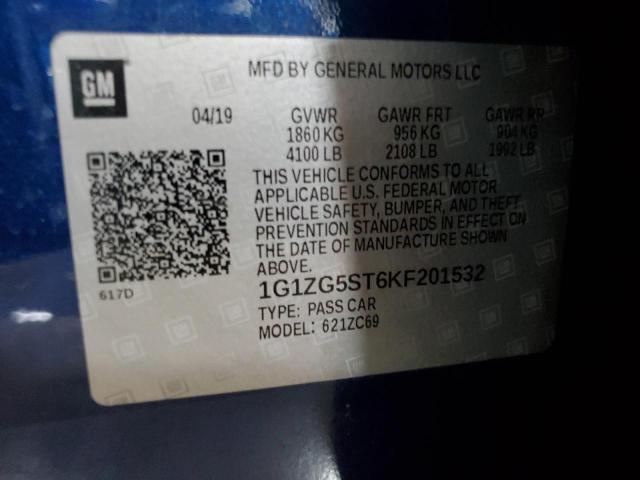 GM
MFD BY GENERAL MOTORS LLC
04/19 GVWR GAWR FRT GAWR RR
1860 KG 956 KG 904 KG
4100 LB 2108 LB 1992 LB
THIS VEHICLE CONFORMS TO ALL
APPLICABLE U.S. FEDERAL MOTOR
VEHICLE SAFETY, BUMPER, AND THEFT
PREVENTION STANDARDS IN EFFECT ON
THE DATE OF MANUFACTURE SHOWN
ABOVE.
617D
1G1ZG5ST6KF201532
TYPE: PASS CAR
MODEL: 621ZC69